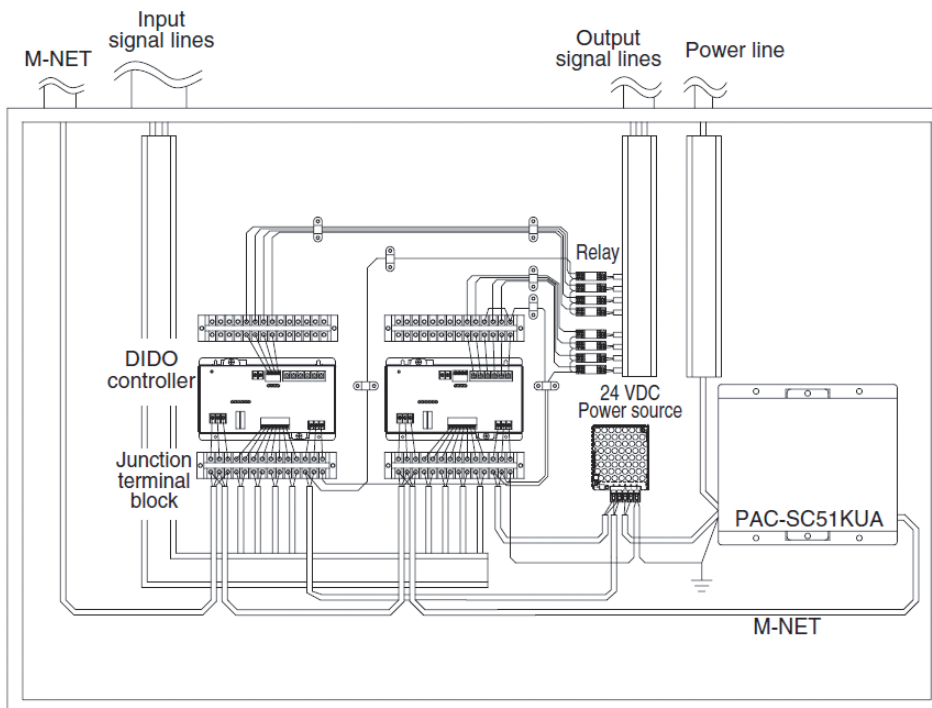 M-NET
Input
signal lines
Output
signal lines
Power line
Relay
DIDO
controller
24 VDC
Power source
Junction
terminal
block
PAC-SC51KUA
M-NET